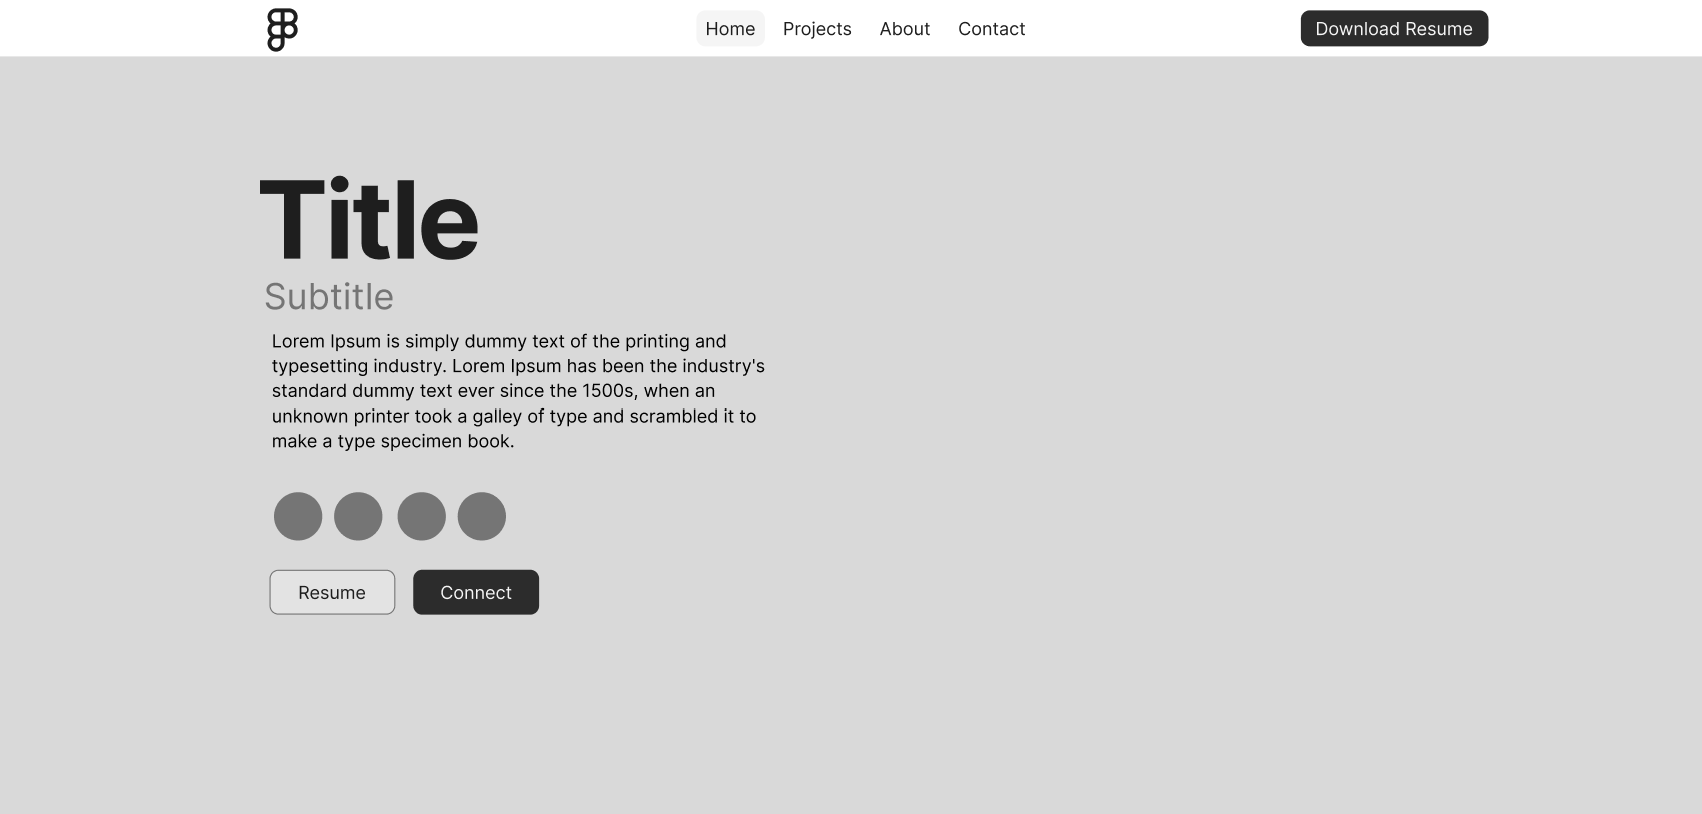 Home Projects About Contact Download Resume
Title
Subtitle
Lorem Ipsum is simply dummy text of the printing and
typesetting industry. Lorem Ipsum has been the industry's
standard dummy text ever since the 1500s, when an
unknown printer took a galley of type and scrambled it to
make a type specimen book.
Resume Connect